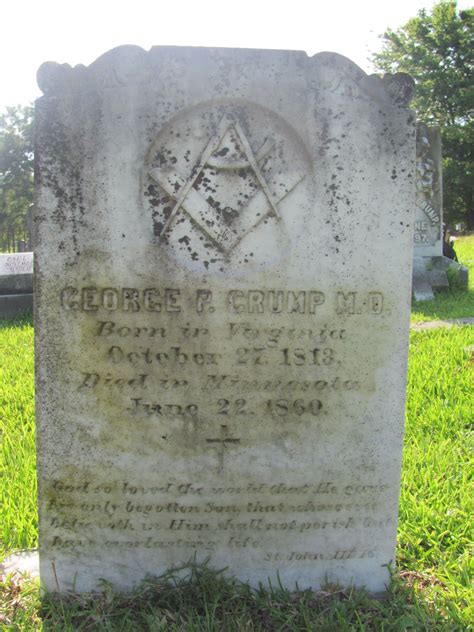 GEORGE P. CRUMP M.D.
Born in Virginia
October 27, 1813.
Died in Minnesota
June 22, 1860.
God so loved the world that He gave
his only begotten Son, that whosoever
believeth in Him, shall not perish but
have everlasting life.
St. John III 16
CRUMP